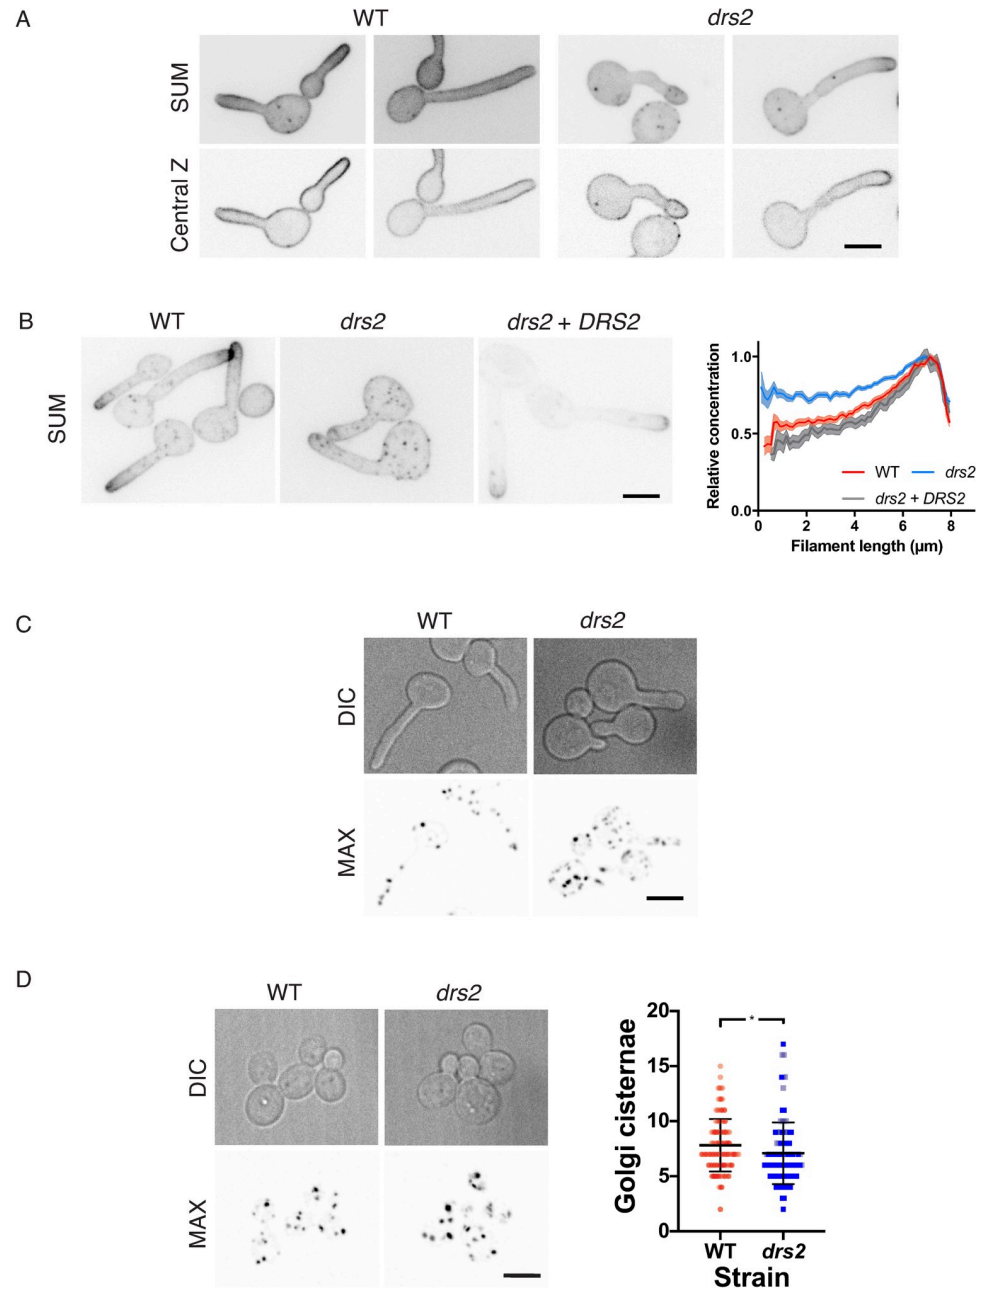 A
WT
drs2
SUM
Central Z
B
WT
drs2
drs2 + DRS2
SUM
Relative concentration
1.0
0.5
0.0
0
2
4
6
8
Filament length (µm)
WT
drs2
drs2 + DRS2
C
WT
drs2
DIC
MAX
D
WT
drs2
DIC
MAX
Golgi cisternae
20
15
10
5
0
*
WT
drs2
Strain